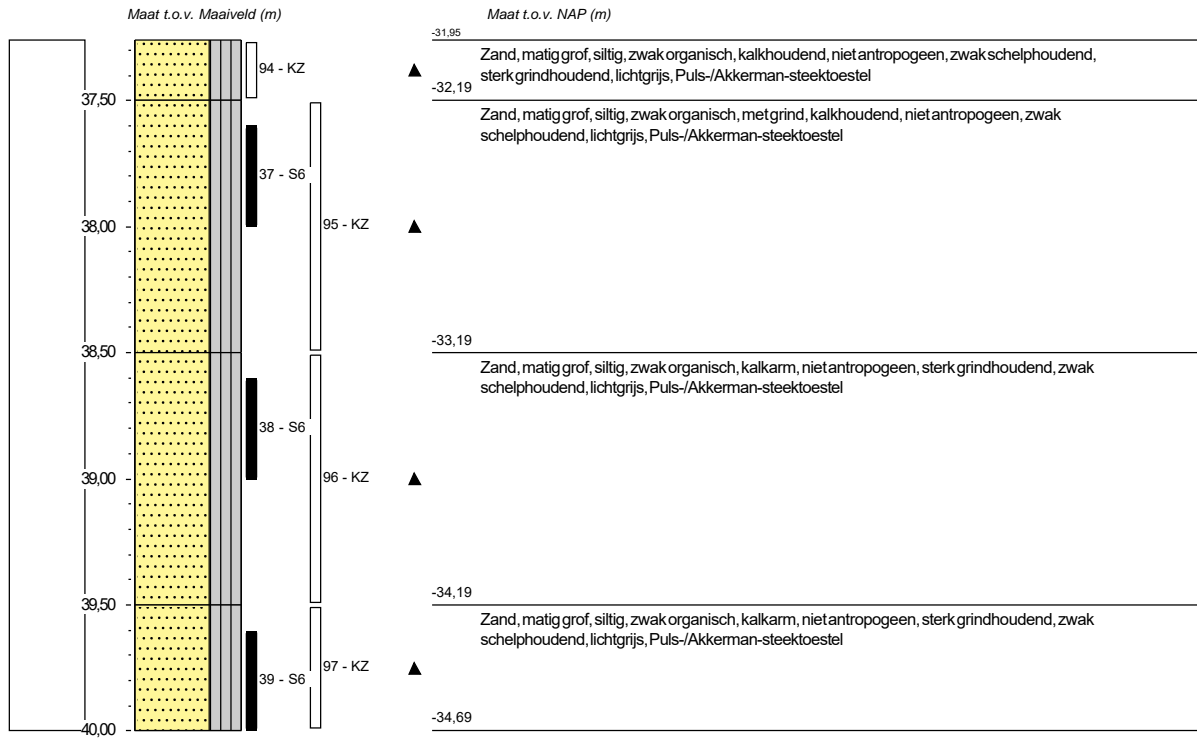 Maat t.o.v. Maaiveld (m)
Maat t.o.v. NAP (m)
-31,95
Zand, matig grof, siltig, zwak organisch, kalkhoudend, niet antropogeen, zwak schelphoudend,
sterk grindhoudend, lichtgrijs, Puls-/Akkerman-steektoestel
94 - KZ
-32,19
37,50
Zand, matig grof, siltig, zwak organisch, met grind, kalkhoudend, niet antropogeen, zwak
schelphoudend, lichtgrijs, Puls-/Akkerman-steektoestel
37 - S6
38,00
95 - KZ
-33,19
38,50
Zand, matig grof, siltig, zwak organisch, kalkarm, niet antropogeen, sterk grindhoudend, zwak
schelphoudend, lichtgrijs, Puls-/Akkerman-steektoestel
38 - S6
39,00
96 - KZ
-34,19
39,50
Zand, matig grof, siltig, zwak organisch, kalkarm, niet antropogeen, sterk grindhoudend, zwak
schelphoudend, lichtgrijs, Puls-/Akkerman-steektoestel
39 - S6
97 - KZ
-34,69
40,00